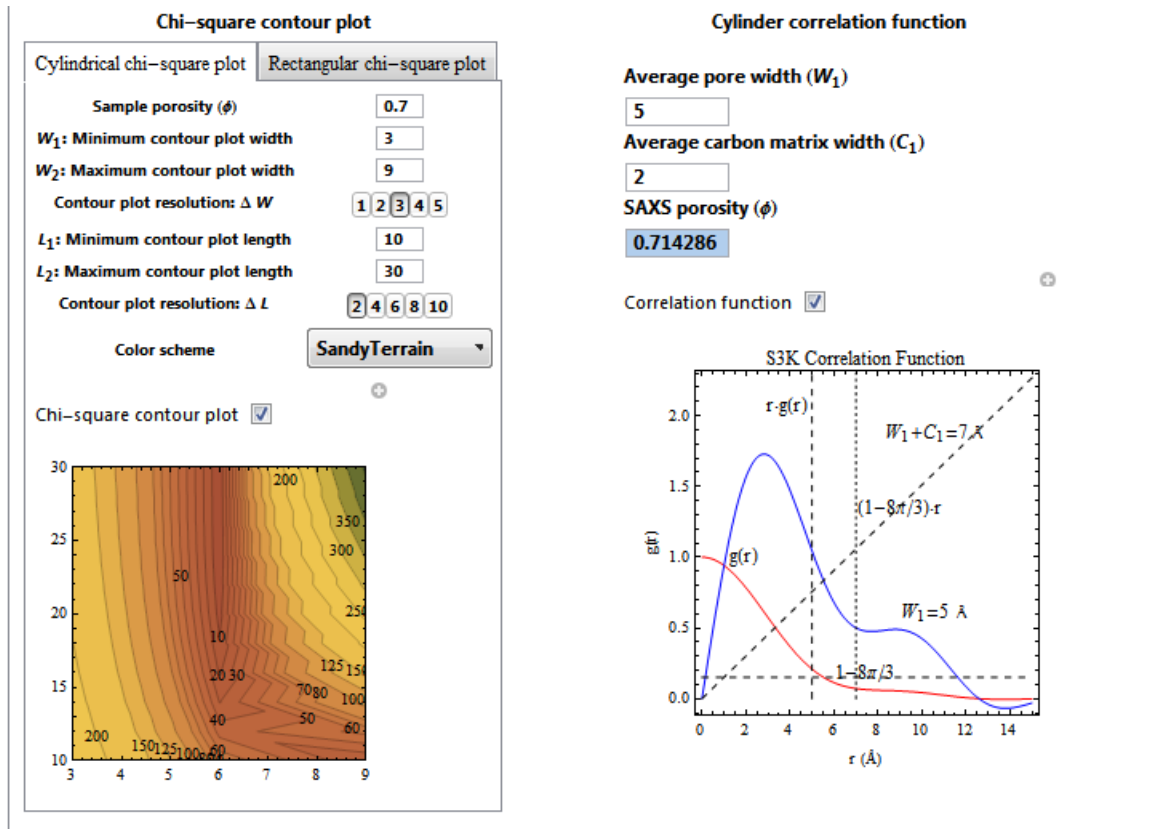 Chi−square contour plot
Cylindrical chi−square plot
Rectangular chi−square plot
Sample porosity (ϕ) 0.7
W1: Minimum contour plot width 3
W2: Maximum contour plot width 9
Contour plot resolution: Δ W 1 2 3 4 5
L1: Minimum contour plot length 10
L2: Maximum contour plot length 30
Contour plot resolution: Δ L 2 4 6 8 10
Color scheme SandyTerrain
Chi−square contour plot
30
25
20
15
10
3 4 5 6 7 8 9
200
350
300
50
250
10
125 150
20 30
70 80 100
40 50 60
200 150 125 100 60
Cylinder correlation function
Average pore width (W1)
5
Average carbon matrix width (C1)
2
SAXS porosity (ϕ)
0.714286
Correlation function
S3K Correlation Function
r·g(r)
W1+C1=7 Å
(1−8π/3)·r
g(r)
W1=5 Å
1−8π/3
g(r)
2.0
1.5
1.0
0.5
0.0
0 2 4 6 8 10 12 14
r (Å)